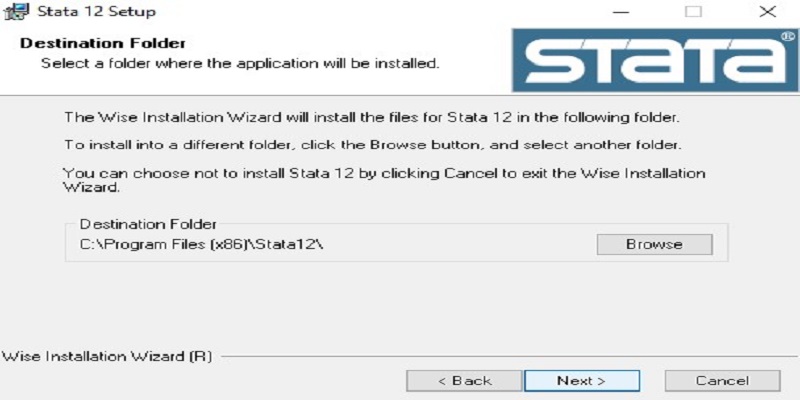 Stata 12 Setup
Destination Folder
Select a folder where the application will be installed.
STATA®
The Wise Installation Wizard will install the files for Stata 12 in the following folder.
To install into a different folder, click the Browse button, and select another folder.
You can choose not to install Stata 12 by clicking Cancel to exit the Wise Installation
Wizard.
Destination Folder
C:\Program Files (x86)\Stata12\
Browse
Wise Installation Wizard (R)
< Back
Next >
Cancel